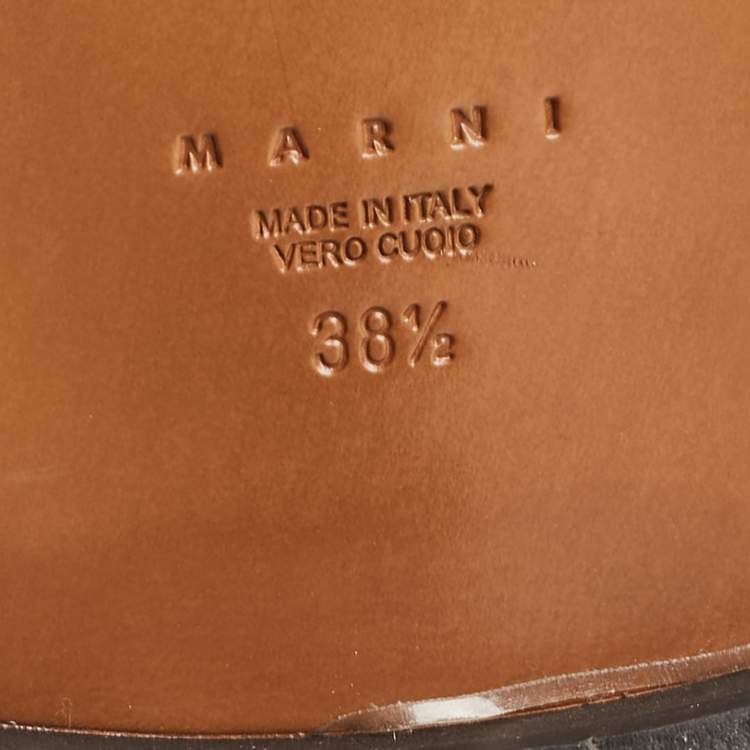 MARNI
MADE IN ITALY
VERO CUOIO
38½